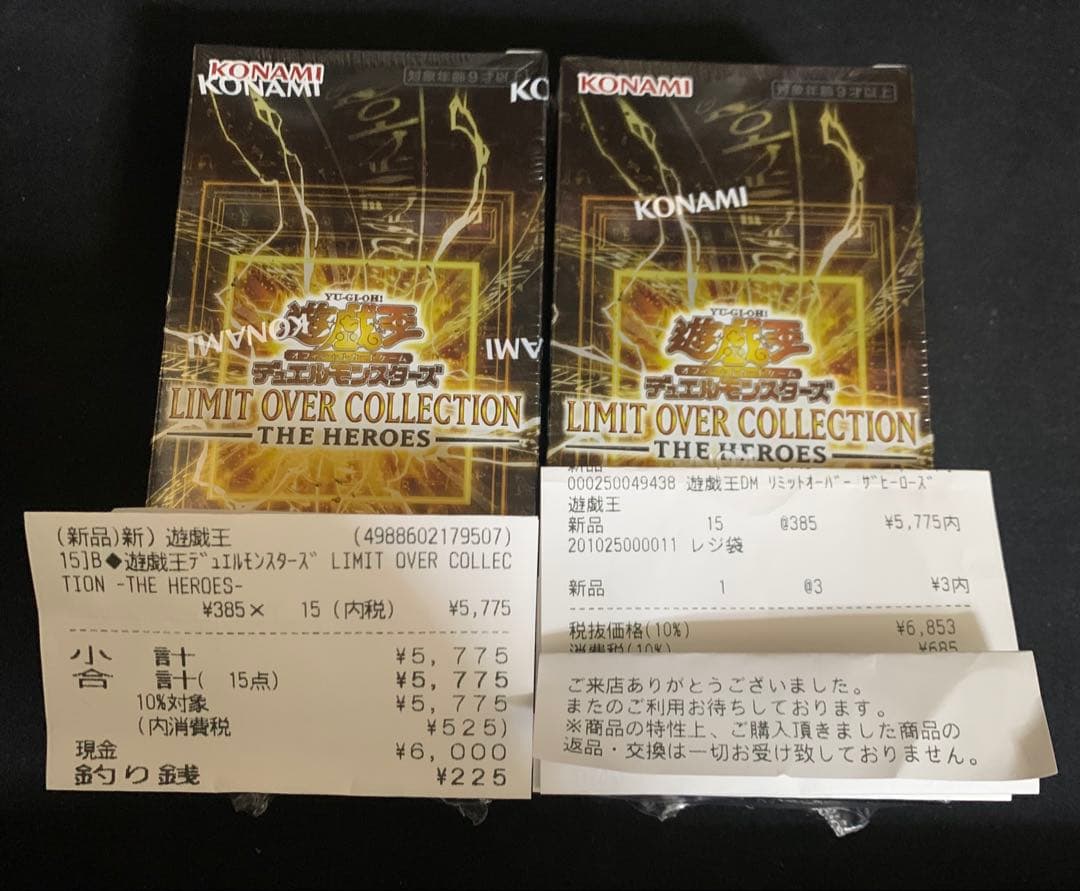 KONAMI
KONAMI
KO
対象年齢9才以上
KONAMI
KONAMI
YU-GI-OH!
遊戯王
オフィシャルカードゲーム
デュエルモンスターズ
LIMIT OVER COLLECTION
THE HEROES
KONAMI
対象年齢9才以上
KONAMI
YU-GI-OH!
遊戯王
オフィシャルカードゲーム
デュエルモンスターズ
LIMIT OVER COLLECTION
THE HEROES
(新品)新) 遊戯王 (4988602179507)
15]B◆遊戯王ﾃﾞｭｴﾙﾓﾝｽﾀｰｽﾞ LIMIT OVER COLLEC
TION -THE HEROES-
¥385× 15 (内税) ¥5,775
小 計 ¥5,775
合 計( 15点) ¥5,775
10%対象 ¥5,775
(内消費税 ¥525)
現金 ¥6,000
釣り銭 ¥225
新品
000250049438 遊戯王DM ﾘﾐｯﾄｵｰﾊﾞｰ ｻﾞﾋｰﾛｰｽﾞ
遊戯王
新品 15 @385 ¥5,775内
201025000011 レジ袋
新品 1 @3 ¥3内
税抜価格(10%) ¥6,853
消費税(10%) ¥685
ご来店ありがとうございました。
またのご利用お待ちしております。
※商品の特性上、ご購入頂きました商品の
返品・交換は一切お受け致しておりません。